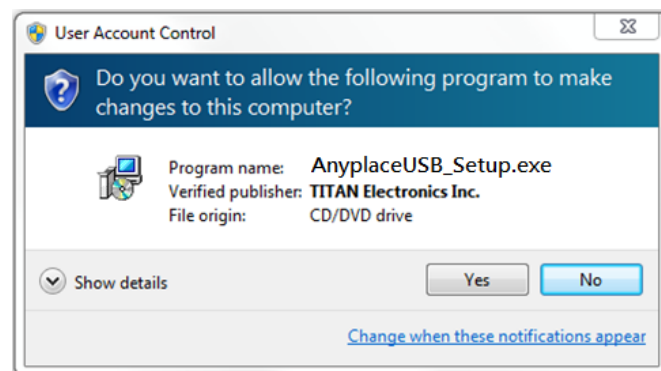 User Account Control
Do you want to allow the following program to make
changes to this computer?
Program name: AnyplaceUSB_Setup.exe
Verified publisher: TITAN Electronics Inc.
File origin: CD/DVD drive
Show details
Yes
No
Change when these notifications appear